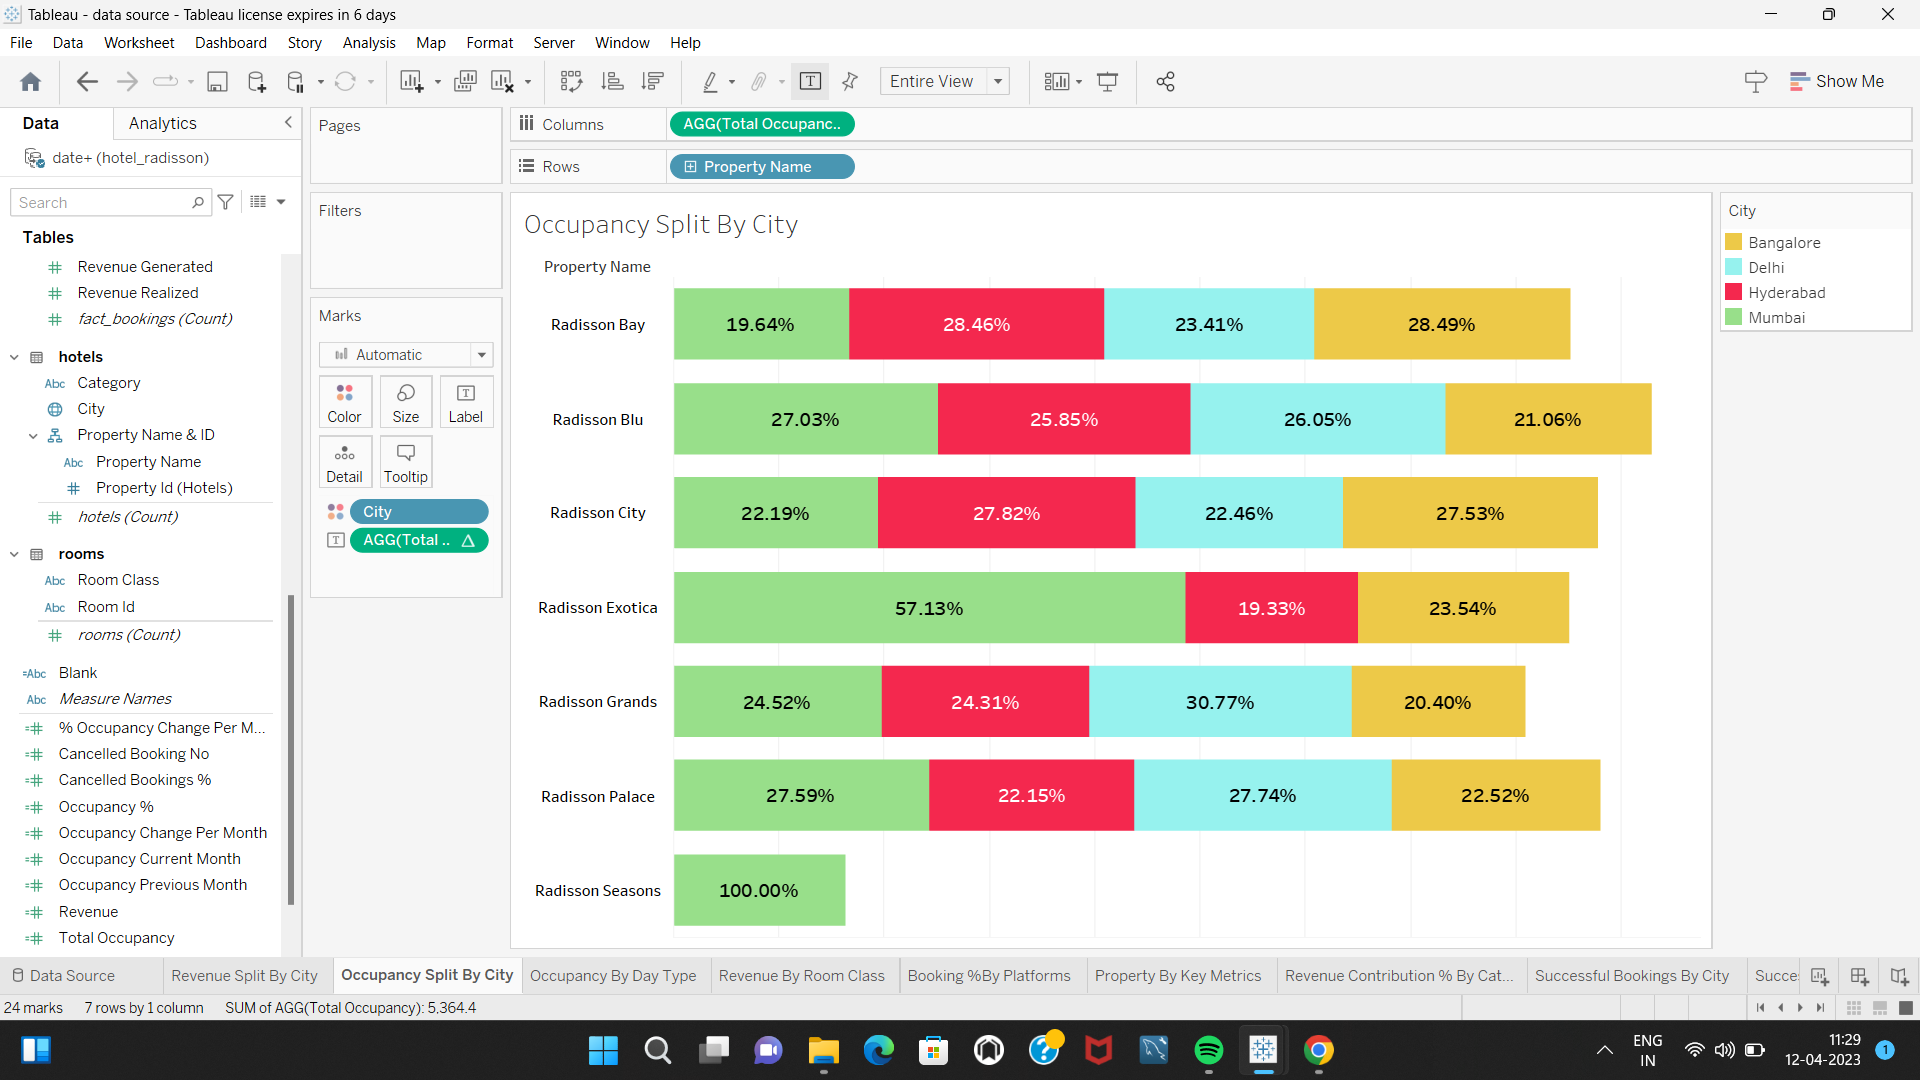 Tableau - data source - Tableau license expires in 6 days
File Data Worksheet Dashboard Story Analysis Map Format Server Window Help
Entire View
Show Me
Data Analytics
date+ (hotel_radisson)
Search
Tables
Revenue Generated
Revenue Realized
fact_bookings (Count)
hotels
Abc Category
City
Property Name & ID
Abc Property Name
Property Id (Hotels)
hotels (Count)
rooms
Abc Room Class
Abc Room Id
rooms (Count)
=Abc Blank
Abc Measure Names
% Occupancy Change Per M...
Cancelled Booking No
Cancelled Bookings %
Occupancy %
Occupancy Change Per Month
Occupancy Current Month
Occupancy Previous Month
Revenue
Total Occupancy
Pages
Filters
Marks
Automatic
Color Size Label
Detail Tooltip
City
AGG(Total ..
Columns AGG(Total Occupanc..
Rows Property Name
Occupancy Split By City
Property Name
Radisson Bay 19.64% 28.46% 23.41% 28.49%
Radisson Blu 27.03% 25.85% 26.05% 21.06%
Radisson City 22.19% 27.82% 22.46% 27.53%
Radisson Exotica 57.13% 19.33% 23.54%
Radisson Grands 24.52% 24.31% 30.77% 20.40%
Radisson Palace 27.59% 22.15% 27.74% 22.52%
Radisson Seasons 100.00%
City
Bangalore
Delhi
Hyderabad
Mumbai
Data Source Revenue Split By City Occupancy Split By City Occupancy By Day Type Revenue By Room Class Booking %By Platforms Property By Key Metrics Revenue Contribution % By Cat... Successful Bookings By City Succe
24 marks 7 rows by 1 column SUM of AGG(Total Occupancy): 5,364.4
ENG
IN
11:29
12-04-2023
1